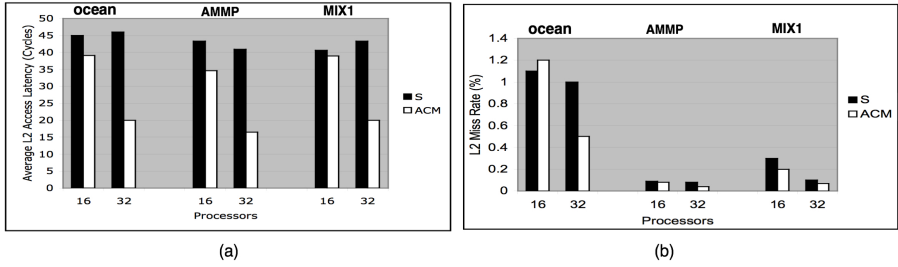 ocean AMMP MIX1
50
45
40
35
30
25
20
15
10
5
0
Average L2 Access Latency (Cycles)
S
ACM
16 32 16 32 16 32
Processors
(a)
ocean AMMP MIX1
1.4
1.2
1
0.8
0.6
0.4
0.2
0
L2 Miss Rate (%)
S
ACM
16 32 16 32 16 32
Processors
(b)